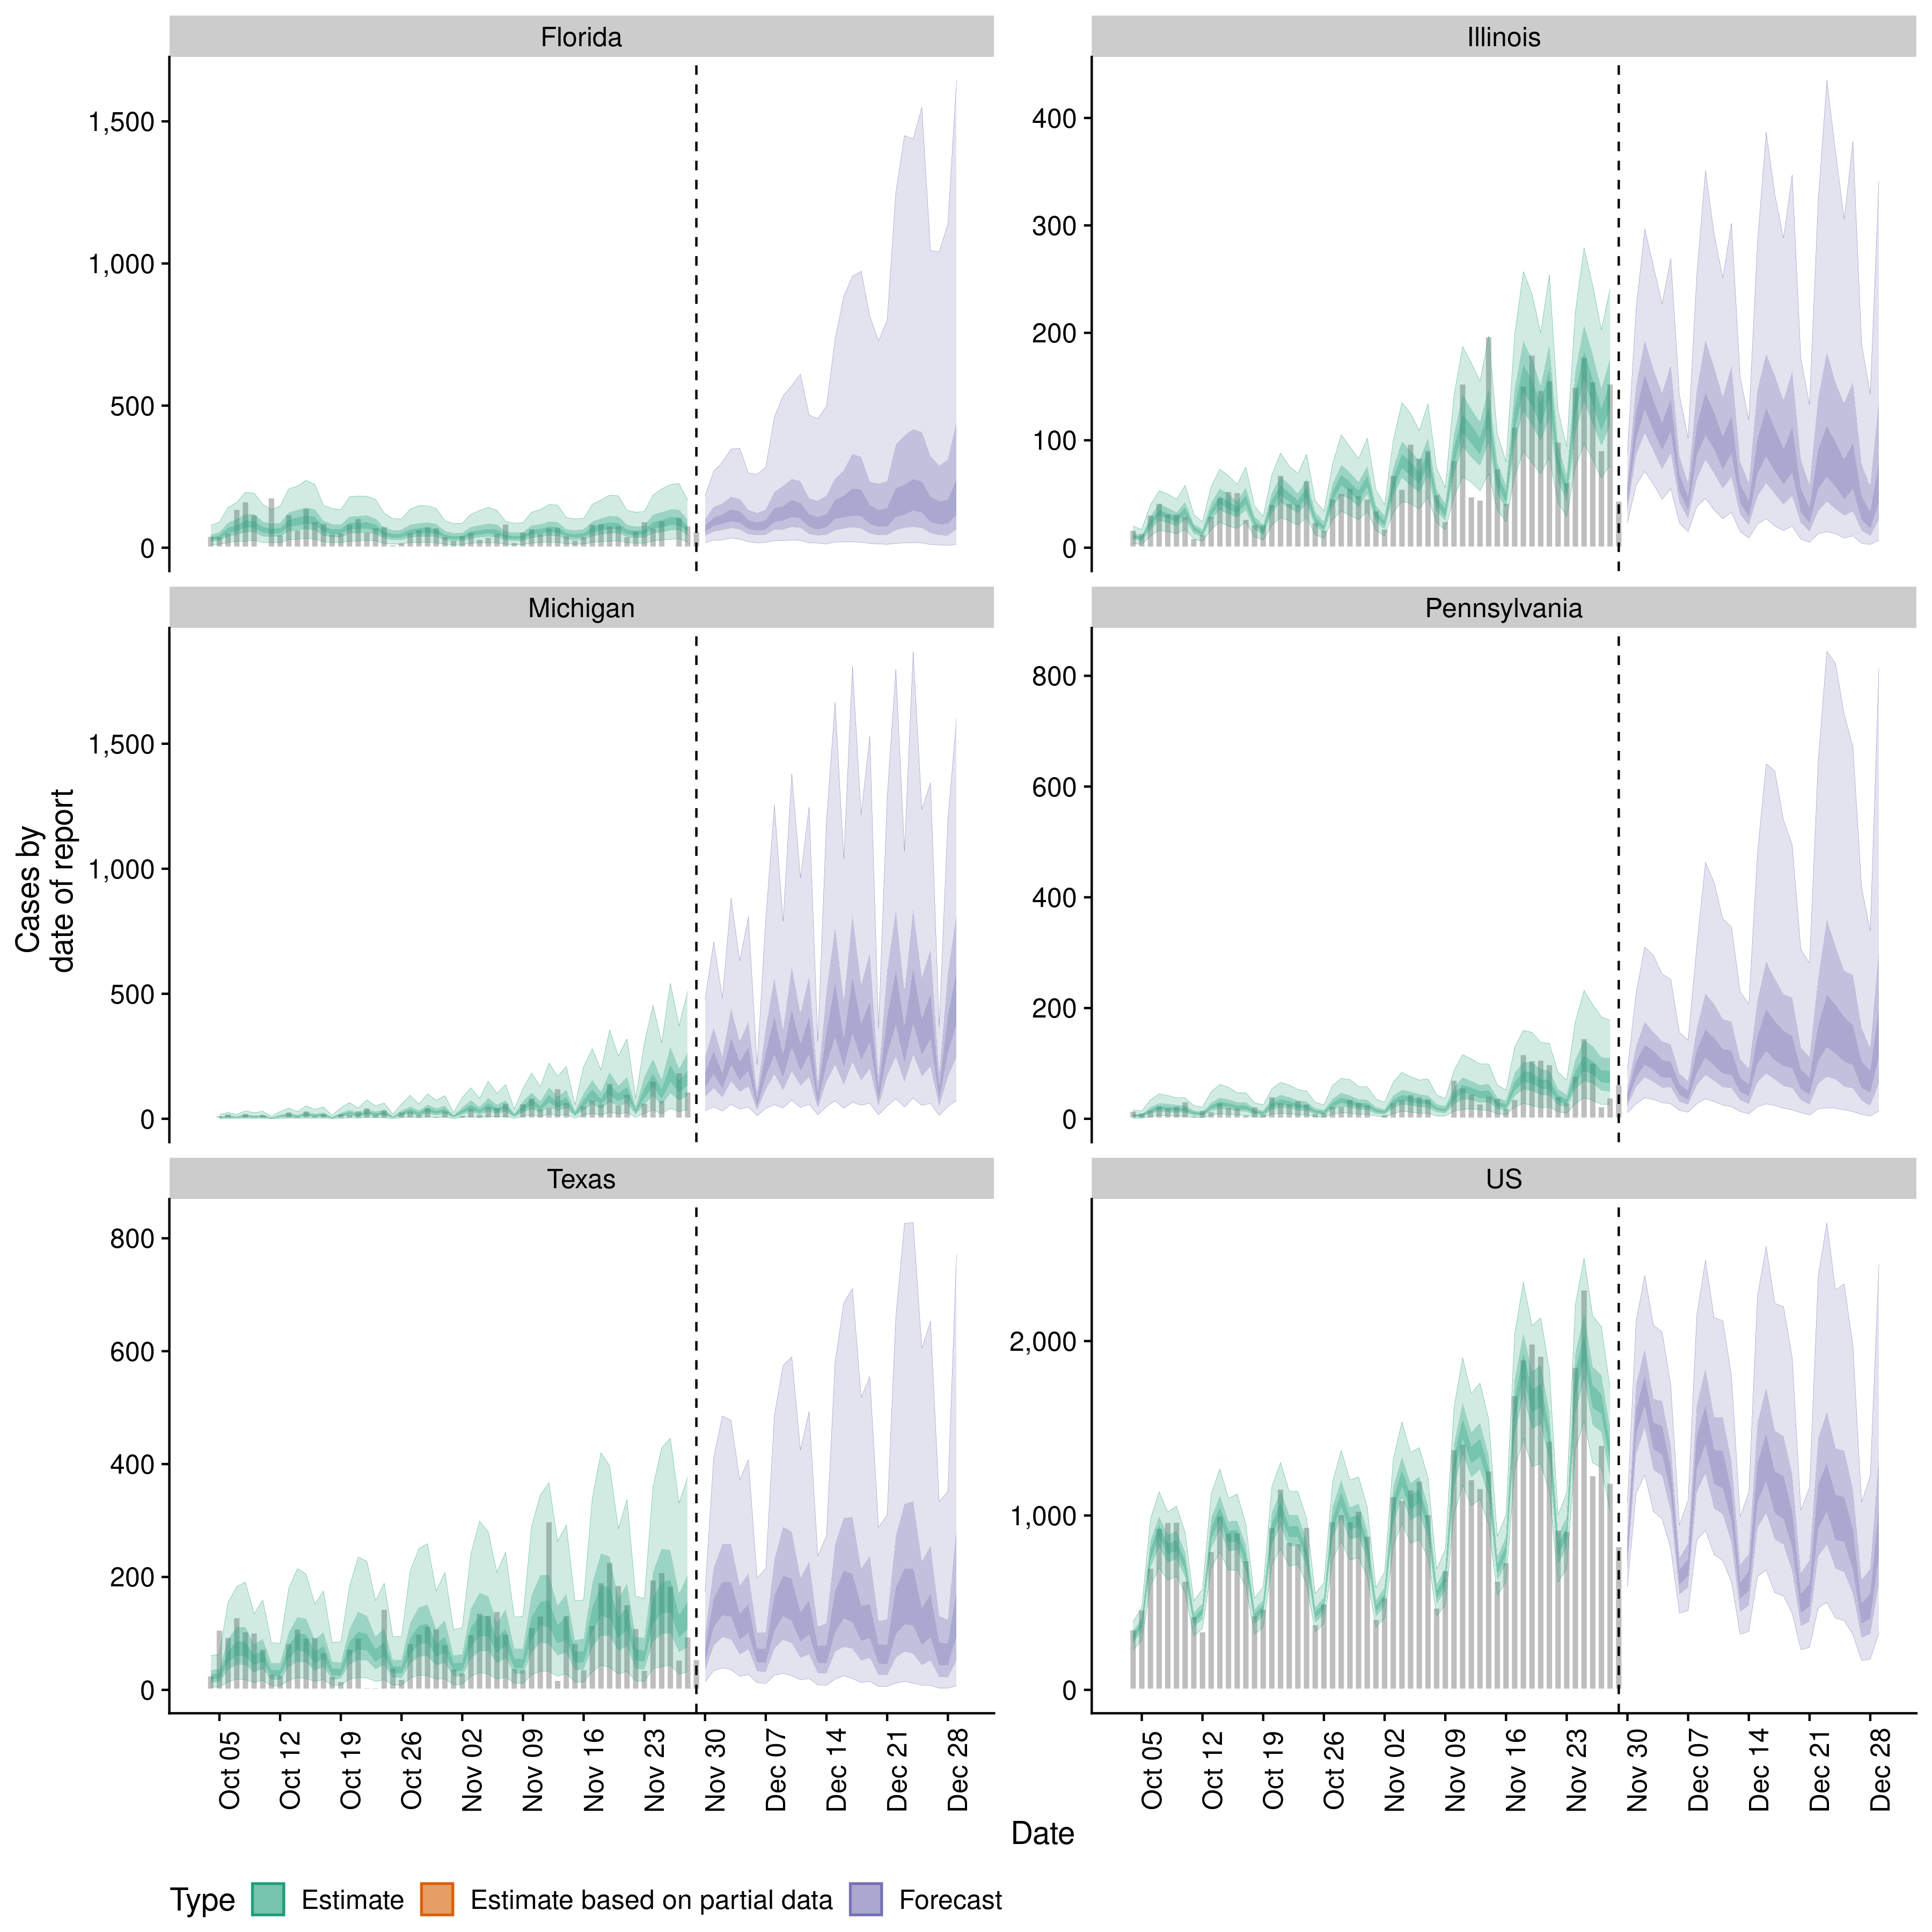 Florida
Illinois
1,500
1,000
500
0
400
300
200
100
0
Michigan
Pennsylvania
Cases by
date of report
1,500
1,000
500
0
800
600
400
200
0
Texas
US
800
600
400
200
0
2,000
1,000
0
Oct 05
Oct 12
Oct 19
Oct 26
Nov 02
Nov 09
Nov 16
Nov 23
Nov 30
Dec 07
Dec 14
Dec 21
Dec 28
Oct 05
Oct 12
Oct 19
Oct 26
Nov 02
Nov 09
Nov 16
Nov 23
Nov 30
Dec 07
Dec 14
Dec 21
Dec 28
Date
Type Estimate Estimate based on partial data Forecast